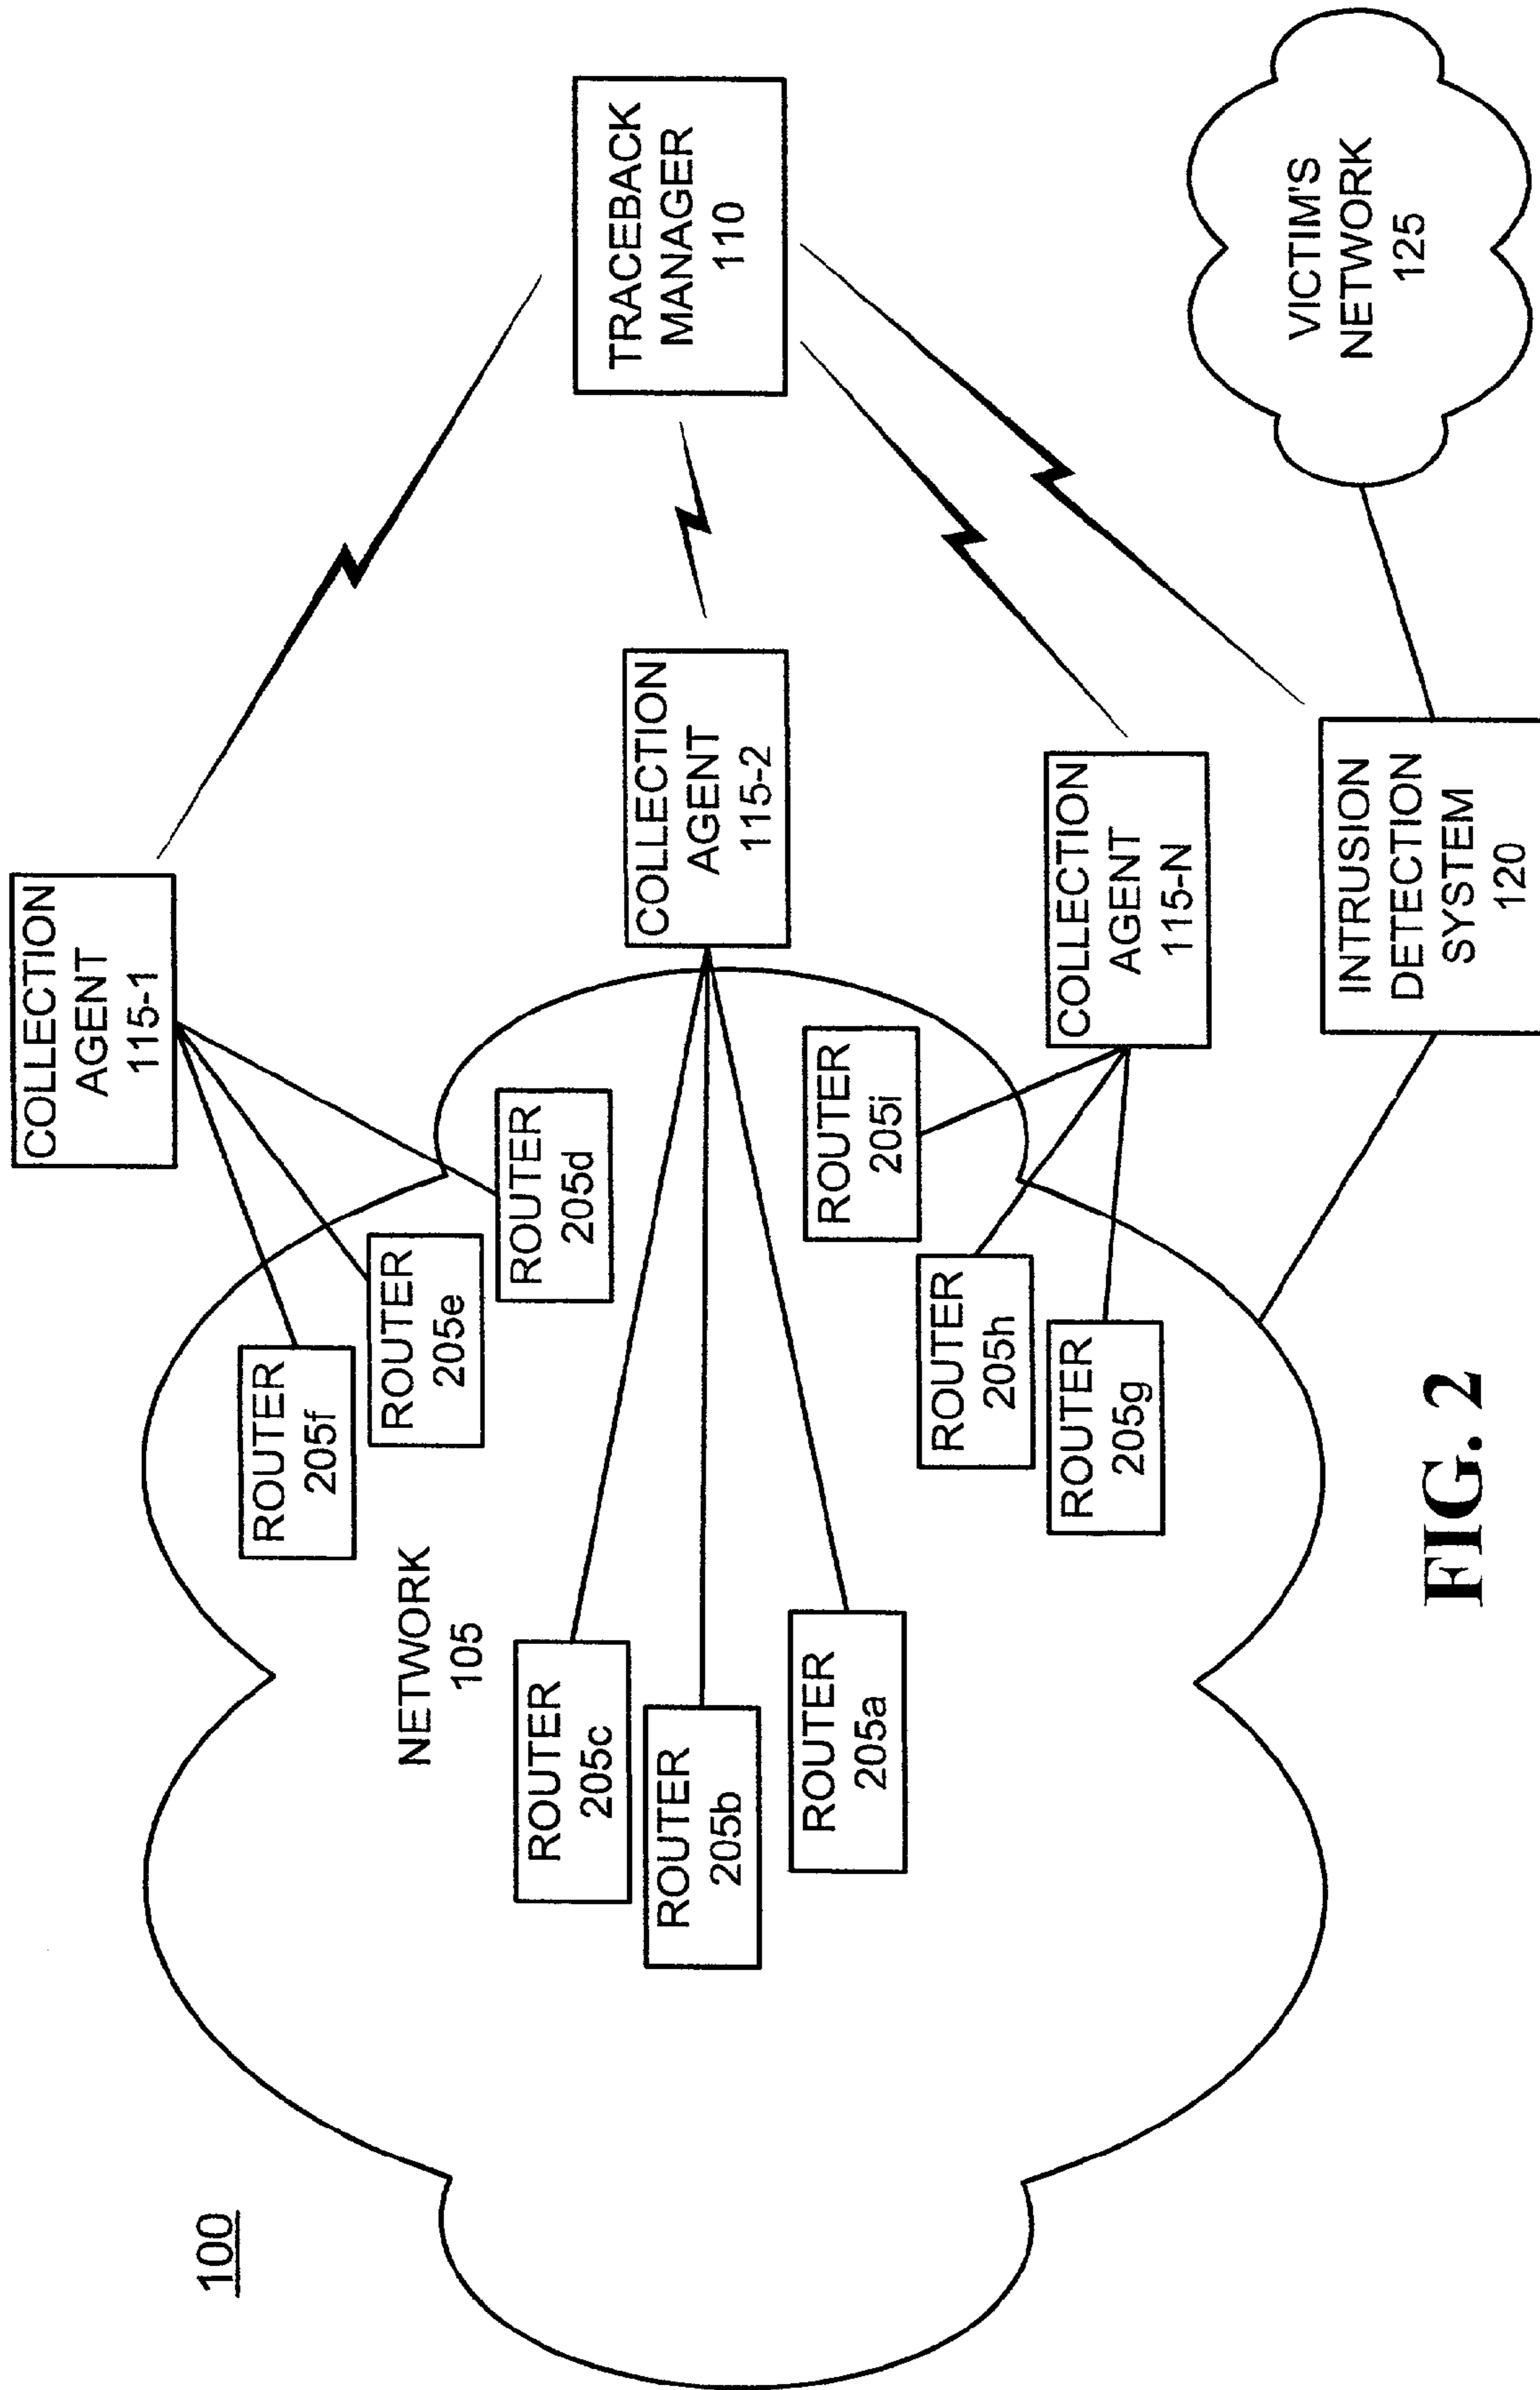 100
COLLECTION
AGENT
115-1
ROUTER
205f
ROUTER
205e
NETWORK
105
ROUTER
205d
ROUTER
205c
TRACEBACK
MANAGER
110
COLLECTION
AGENT
115-2
ROUTER
205b
ROUTER
205a
ROUTER
205i
ROUTER
205h
COLLECTION
AGENT
115-N
ROUTER
205g
VICTIM'S
NETWORK
125
INTRUSION
DETECTION
SYSTEM
120
FIG. 2